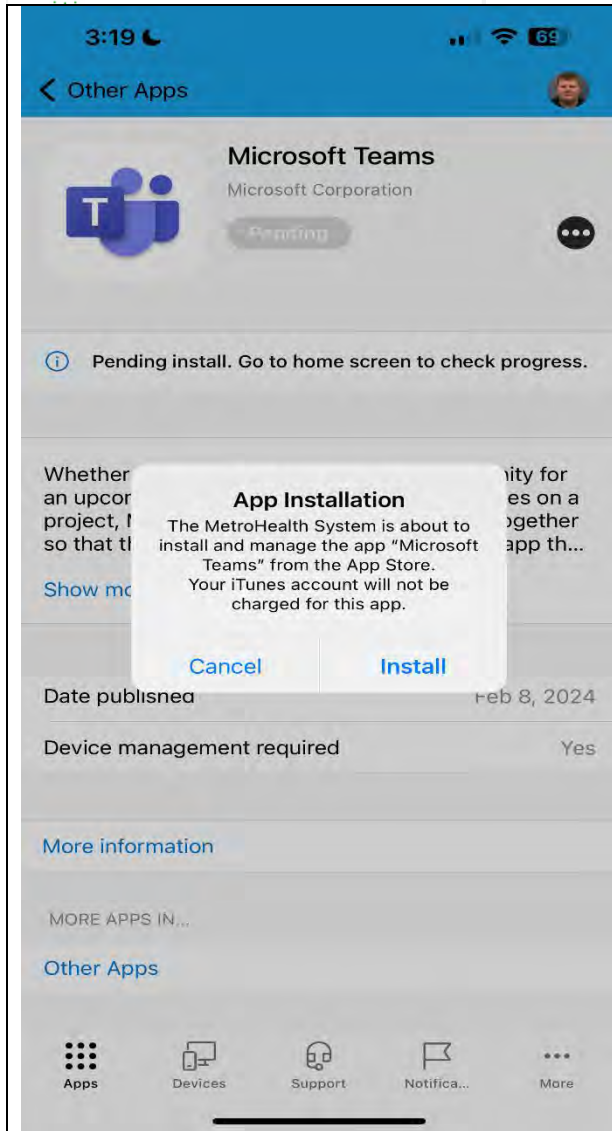 3:19
69
Other Apps
Microsoft Teams
Microsoft Corporation
T
Pending
Pending install. Go to home screen to check progress.
Whether
nity for
an upcor
es on a
project,
ogether
so that th
app th...
Show mo
App Installation
The MetroHealth System is about to
install and manage the app “Microsoft
Teams” from the App Store.
Your iTunes account will not be
charged for this app.
Cancel
Install
Date published
Feb 8, 2024
Device management required
Yes
More information
MORE APPS IN...
Other Apps
Apps
Devices
Support
Notifica...
More